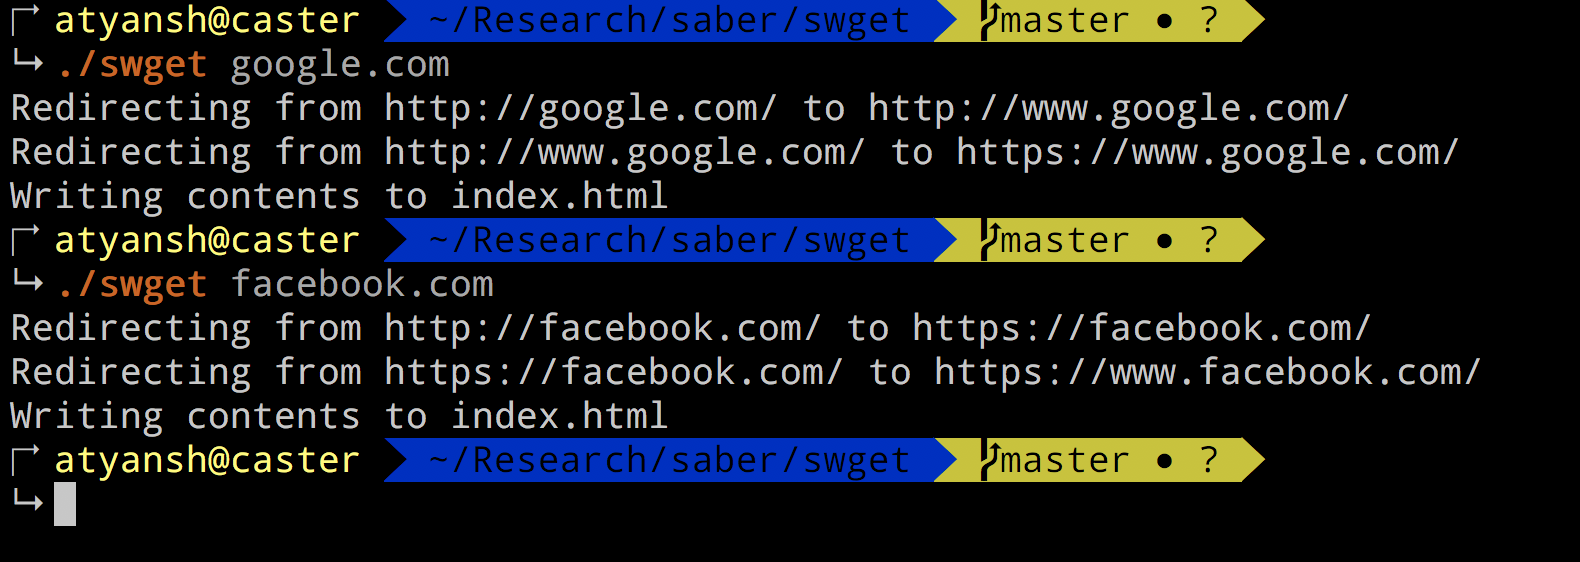 atyansh@caster ~/Research/saber/swget master ● ?
./swget google.com
Redirecting from http://google.com/ to http://www.google.com/
Redirecting from http://www.google.com/ to https://www.google.com/
Writing contents to index.html
atyansh@caster ~/Research/saber/swget master ● ?
./swget facebook.com
Redirecting from http://facebook.com/ to https://facebook.com/
Redirecting from https://facebook.com/ to https://www.facebook.com/
Writing contents to index.html
atyansh@caster ~/Research/saber/swget master ● ?